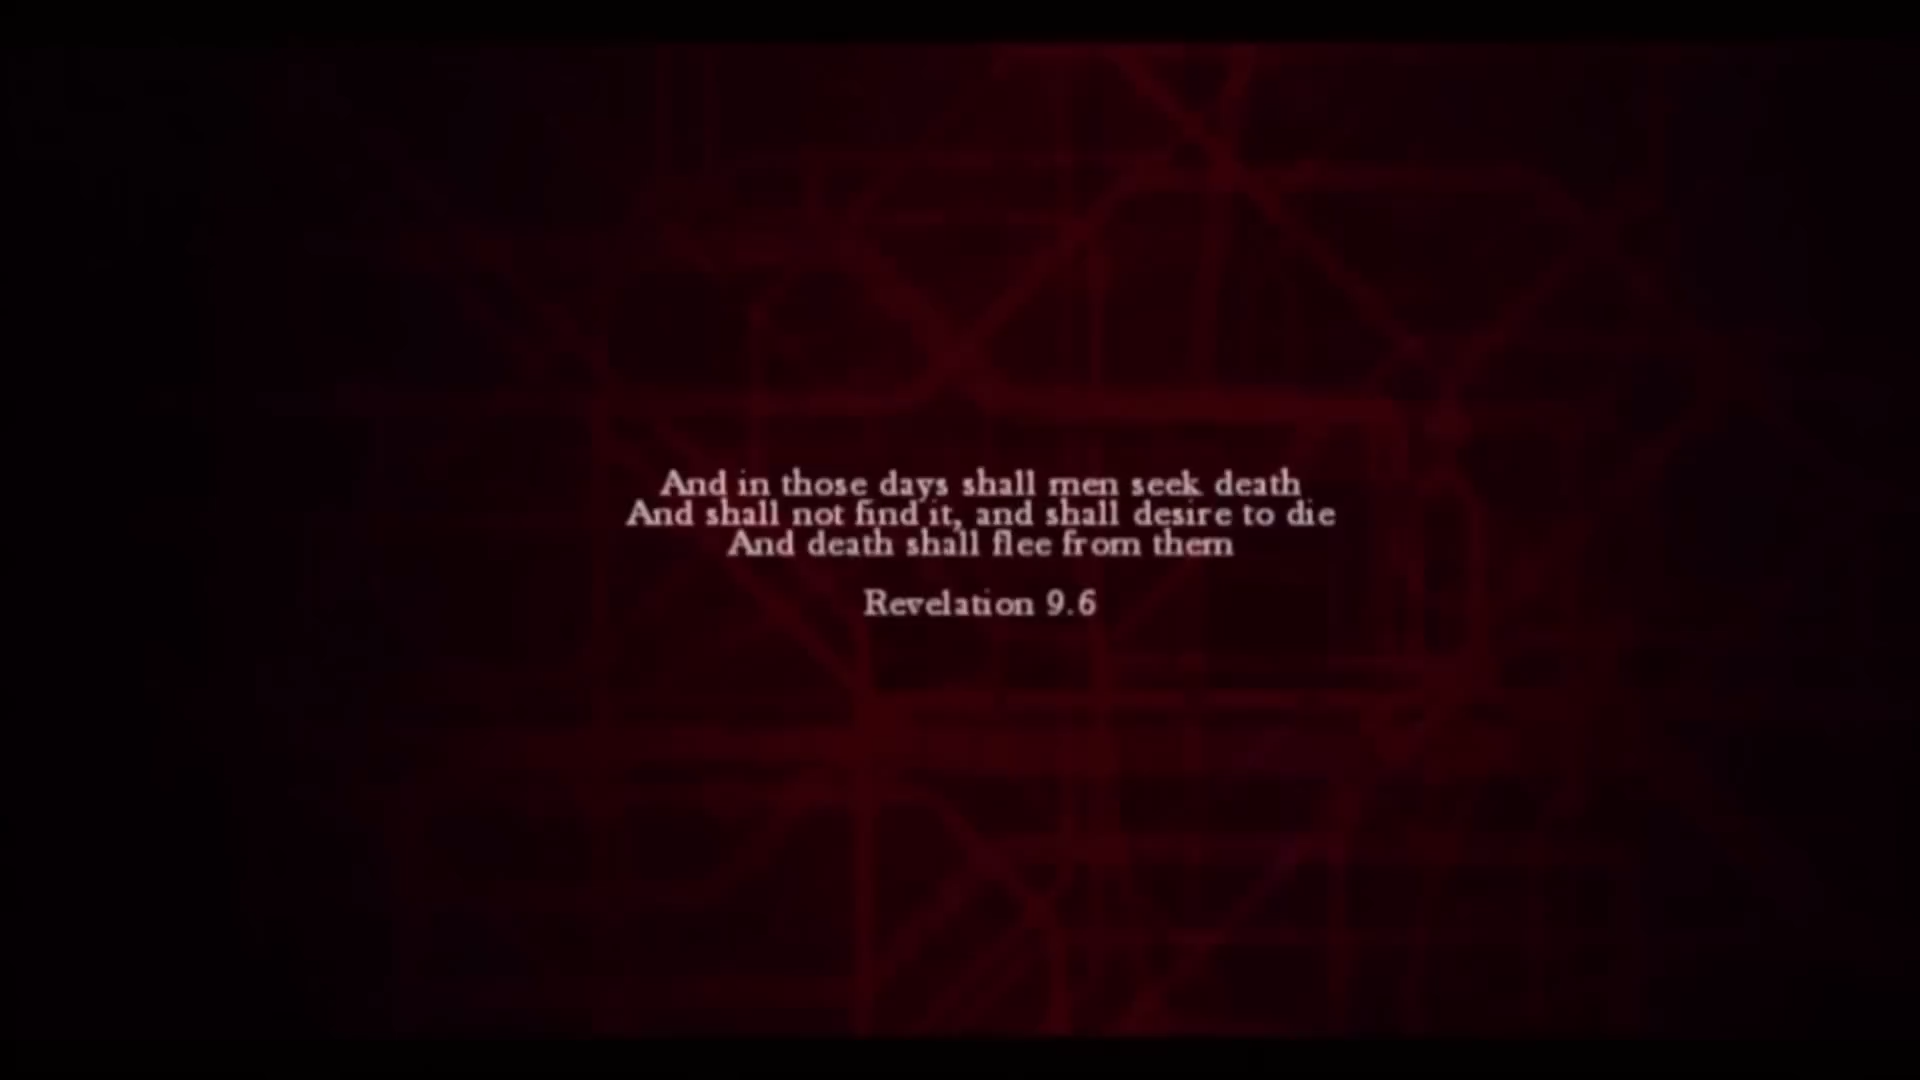 And in those days shall men seek death
And shall not find it, and shall desire to die
And death shall flee from them
Revelation 9.6